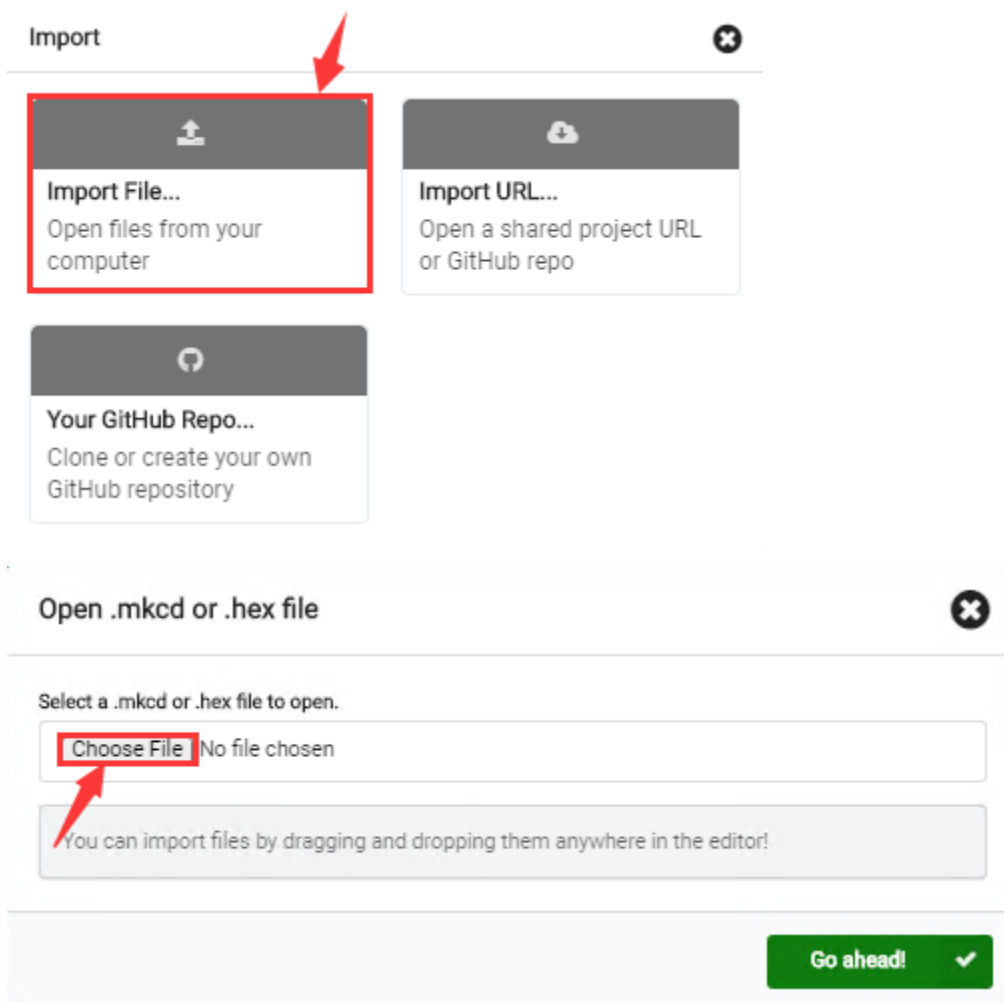 Import
Import File...
Open files from your
computer
Import URL...
Open a shared project URL
or GitHub repo
Your GitHub Repo...
Clone or create your own
GitHub repository
Open .mkcd or .hex file
Select a .mkcd or .hex file to open.
Choose File No file chosen
You can import files by dragging and dropping them anywhere in the editor!
Go ahead!